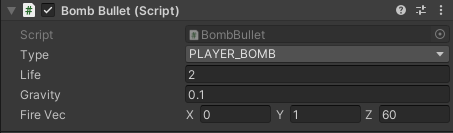 Bomb Bullet (Script)
Script BombBullet
Type PLAYER_BOMB
Life 2
Gravity 0.1
Fire Vec X 0 Y 1 Z 60